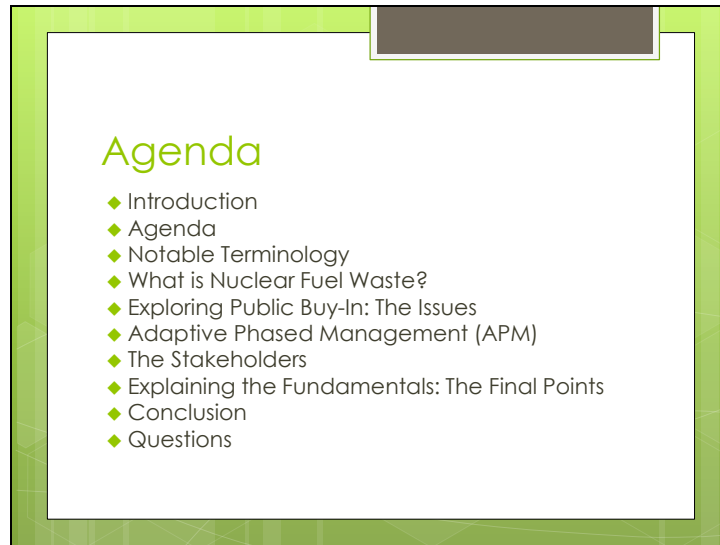 Agenda
◆ Introduction
◆ Agenda
◆ Notable Terminology
◆ What is Nuclear Fuel Waste?
◆ Exploring Public Buy-In: The Issues
◆ Adaptive Phased Management (APM)
◆ The Stakeholders
◆ Explaining the Fundamentals: The Final Points
◆ Conclusion
◆ Questions